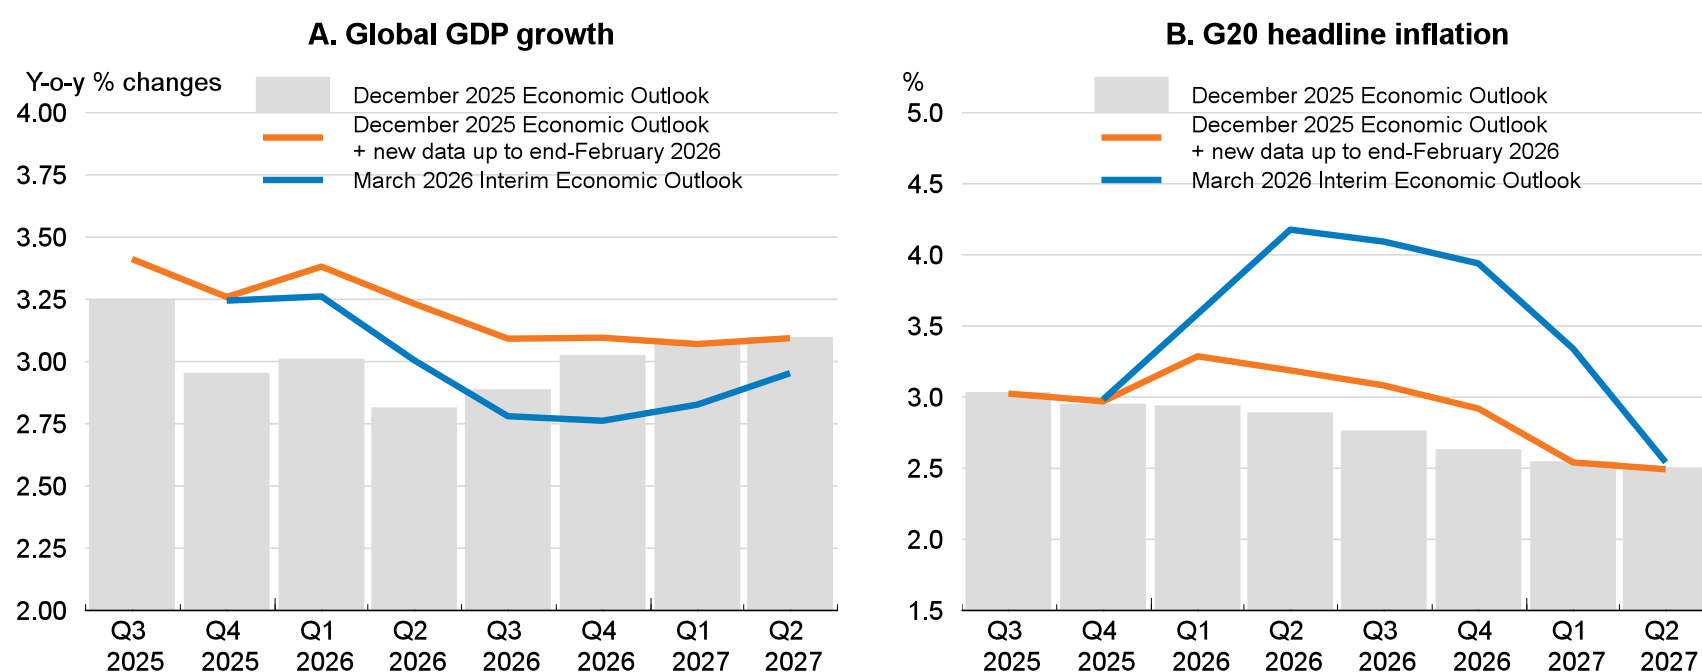 A. Global GDP growth
Y-o-y % changes
December 2025 Economic Outlook
December 2025 Economic Outlook
+ new data up to end-February 2026
March 2026 Interim Economic Outlook
4.00
3.75
3.50
3.25
3.00
2.75
2.50
2.25
2.00
Q3 Q4 Q1 Q2 Q3 Q4 Q1 Q2
2025 2025 2026 2026 2026 2026 2027 2027
B. G20 headline inflation
%
December 2025 Economic Outlook
December 2025 Economic Outlook
+ new data up to end-February 2026
March 2026 Interim Economic Outlook
5.0
4.5
4.0
3.5
3.0
2.5
2.0
1.5
Q3 Q4 Q1 Q2 Q3 Q4 Q1 Q2
2025 2025 2026 2026 2026 2026 2027 2027